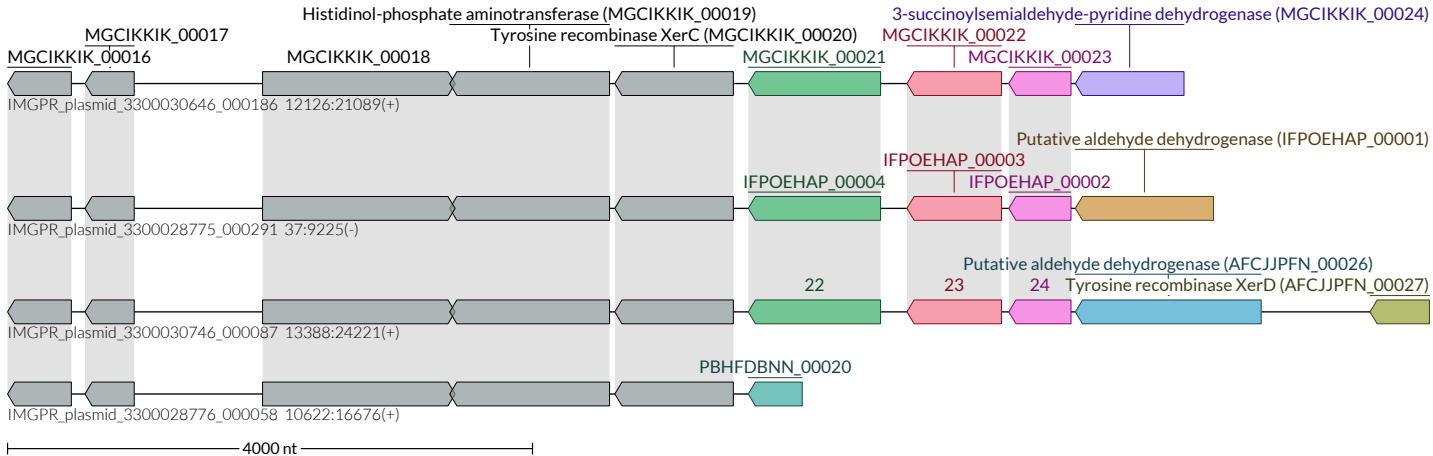 Histidinol-phosphate aminotransferase (MGCIKKIK_00019)
3-succinoylsemialdehyde-pyridine dehydrogenase (MGCIKKIK_00024)
MGCIKKIK_00017
Tyrosine recombinase XerC (MGCIKKIK_00020)
MGCIKKIK_00022
MGCIKKIK_00016
MGCIKKIK_00018
MGCIKKIK_00021
MGCIKKIK_00023
IMGPR_plasmid_3300030646_000186 12126:21089(+)
Putative aldehyde dehydrogenase (IFPOEHAP_00001)
IFPOEHAP_00003
IFPOEHAP_00004
IFPOEHAP_00002
IMGPR_plasmid_3300028775_000291 37:9225(-)
Putative aldehyde dehydrogenase (AFCJJPFN_00026)
22
23
24
Tyrosine recombinase XerD (AFCJJPFN_00027)
IMGPR_plasmid_3300030746_000087 13388:24221(+)
PBHFDBNN_00020
IMGPR_plasmid_3300028776_000058 10622:16676(+)
4000 nt